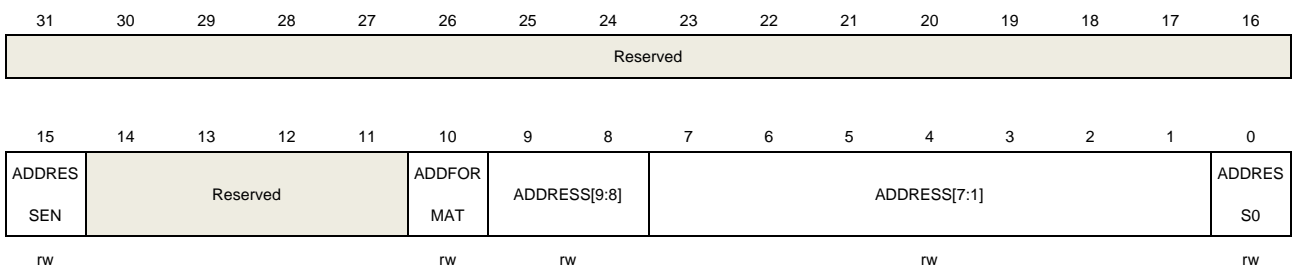 31 30 29 28 27 26 25 24 23 22 21 20 19 18 17 16
Reserved
15 14 13 12 11 10 9 8 7 6 5 4 3 2 1 0
ADDRES ADDFOR ADDRES
Reserved ADDRESS[9:8] ADDRESS[7:1]
SEN MAT S0
rw rw rw rw rw